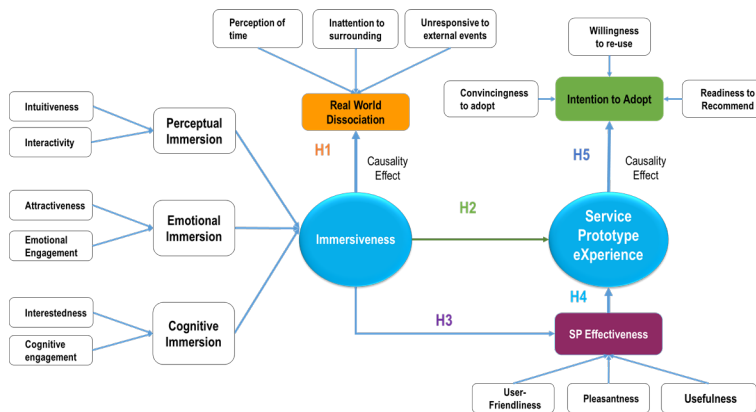 Perception of
time
Inattention to
surrounding
Unresponsive to
external events
Willingness
to re-use
Convincingness
to adopt
Intention to Adopt
Readiness to
Recommend
Real World
Dissociation
Intuitiveness
Interactivity
Perceptual
Immersion
H1
Causality
Effect
H5
Causality
Effect
Attractiveness
Emotional
Engagement
Emotional
Immersion
Immersiveness
H2
Service
Prototype
eXperience
Interestedness
Cognitive
engagement
Cognitive
Immersion
H3
H4
SP Effectiveness
User-
Friendliness
Pleasantness
Usefulness